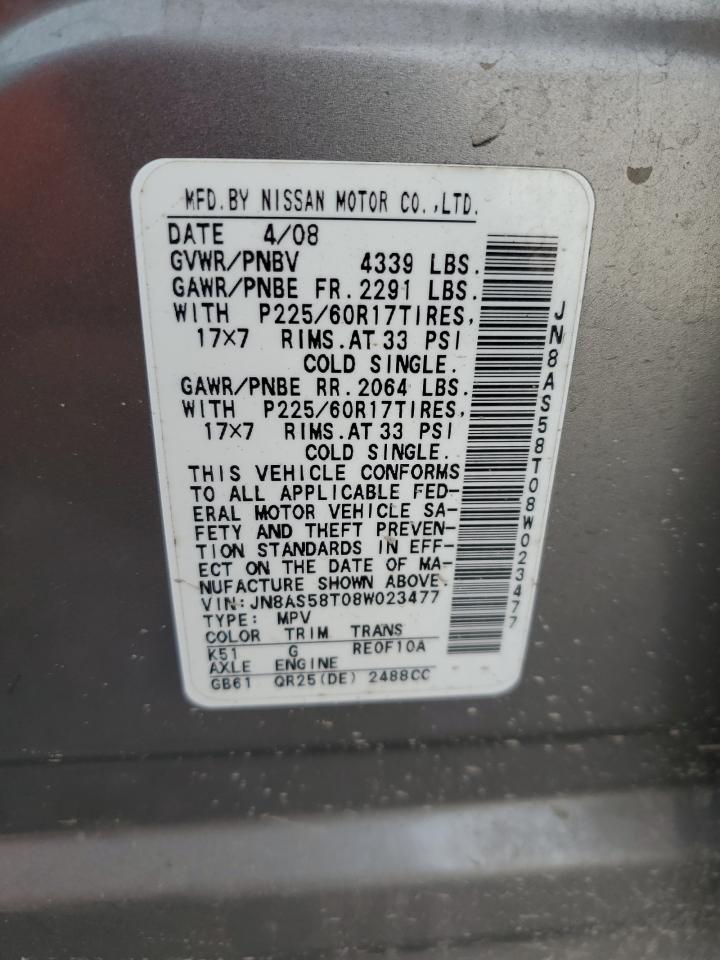 MFD.BY NISSAN MOTOR CO.,LTD.
DATE 4/08
GVWR/PNBV 4339 LBS.
GAWR/PNBE FR.2291 LBS.
WITH P225/60R17TIRES,
17×7 RIMS.AT 33 PSI
COLD SINGLE.
GAWR/PNBE RR.2064 LBS.
WITH P225/60R17TIRES,
17×7 RIMS.AT 33 PSI
COLD SINGLE.
THIS VEHICLE CONFORMS
TO ALL APPLICABLE FED-
ERAL MOTOR VEHICLE SA-
FETY AND THEFT PREVEN-
TION STANDARDS IN EFF-
ECT ON THE DATE OF MA-
NUFACTURE SHOWN ABOVE.
VIN:JN8AS58T08W023477
TYPE: MPV
COLOR TRIM TRANS
K51 G RE0F10A
AXLE ENGINE
GB61 QR25(DE) 2488CC
JN8AS58T08W023477